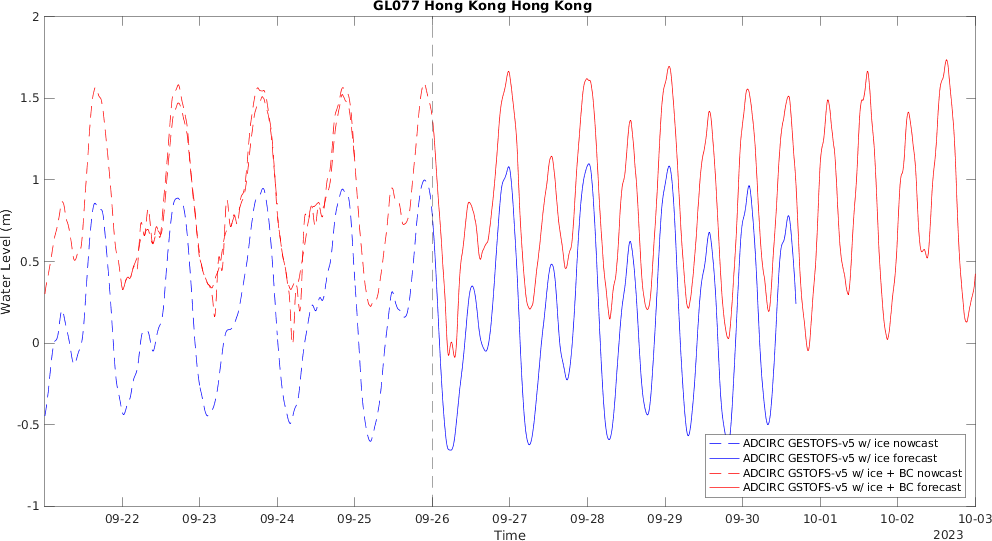 GL077 Hong Kong Hong Kong
2
1.5
1
0.5
0
-0.5
-1
Water Level (m)
ADCIRC GESTOFS-v5 w/ ice nowcast
ADCIRC GESTOFS-v5 w/ ice forecast
ADCIRC GSTOFS-v5 w/ ice + BC nowcast
ADCIRC GSTOFS-v5 w/ ice + BC forecast
09-22 09-23 09-24 09-25 09-26 09-27 09-28 09-29 09-30 10-01 10-02 10-03
Time
2023